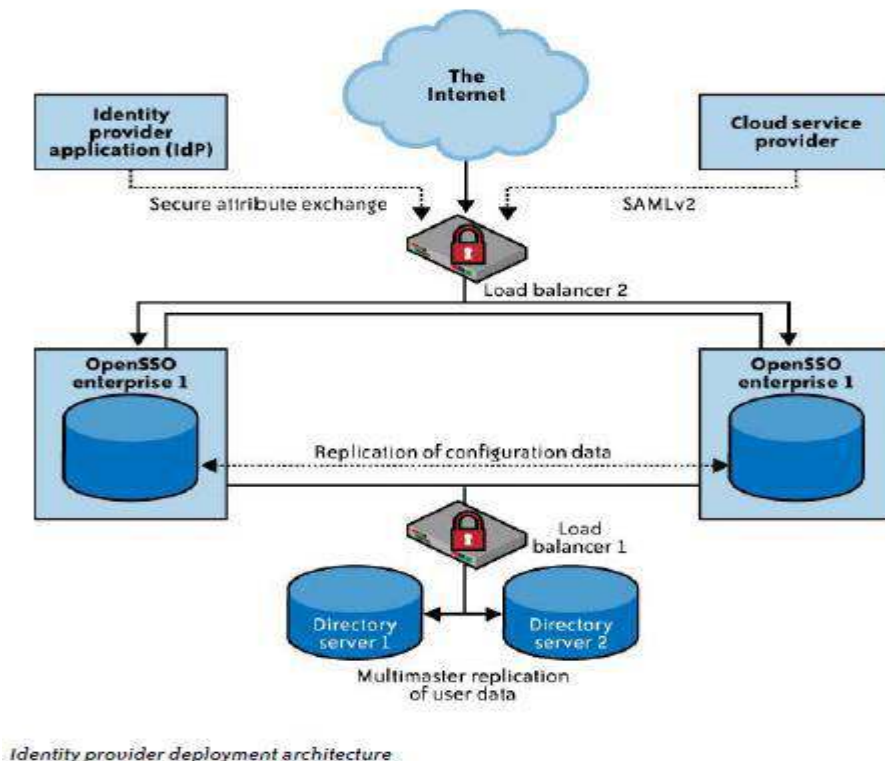 The
Internet
Identity
provider
application (IdP)
Cloud service
provider
Secure attribute exchange
SAMLv2
Load balancer 2
OpenSSO
enterprise 1
OpenSSO
enterprise 1
Replication of configuration data
Load
balancer 1
Directory
server 1
Directory
server 2
Multimaster replication
of user data
Identity provider deployment architecture